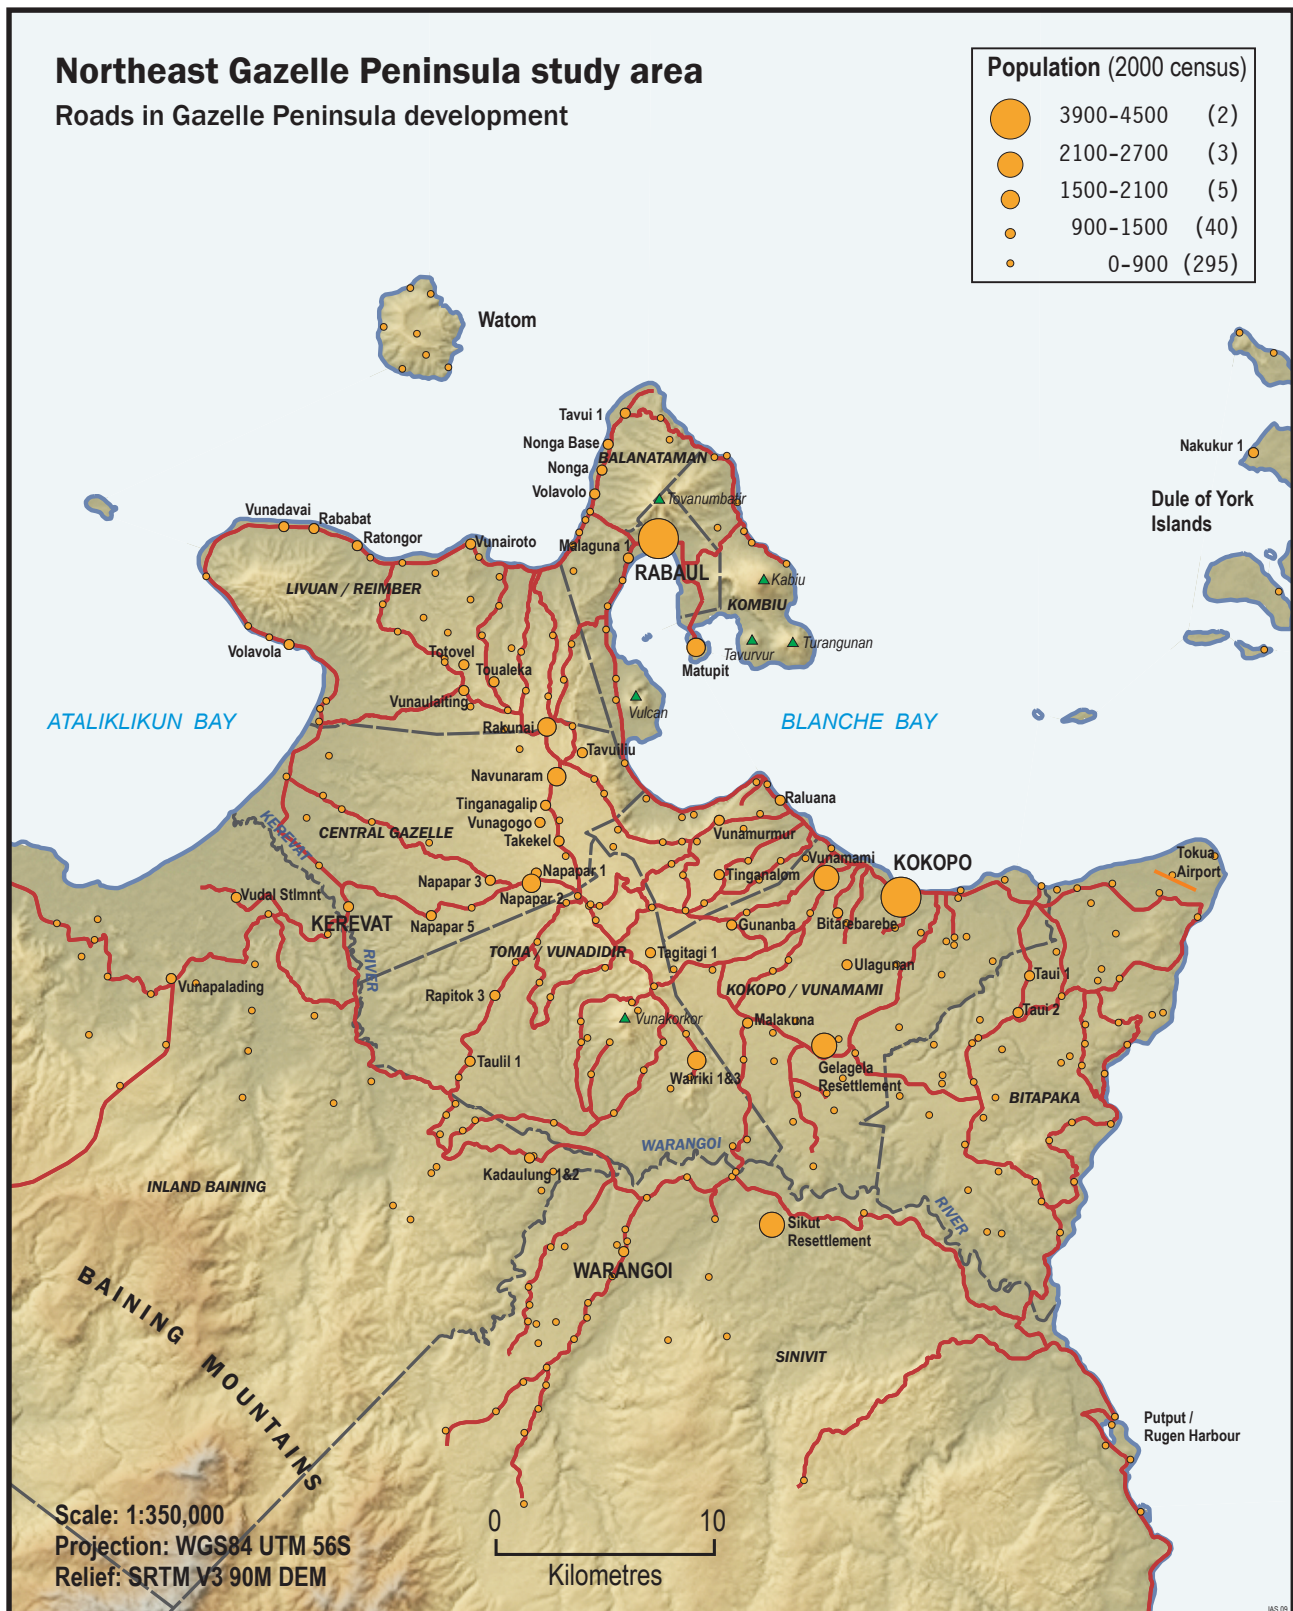 Northeast Gazelle Peninsula study area
Roads in Gazelle Peninsula development
Population (2000 census)
3900-4500 (2)
2100-2700 (3)
1500-2100 (5)
900-1500 (40)
0-900 (295)
Watom
Tavui 1
Nonga Base
BALANATAMAN
Nonga
Volavolo
Tovanumbatir
Nakukur 1
Dule of York
Islands
Vunadavai
Rababat
Ratongor
Vunairoto
Malaguna 1
RABAUL
LIVUAN / REIMBER
Kabiu
KOMBIU
Volavola
Totovel
Toualeka
Matupit
Tavurvur
Turangunan
Vunaulaiting
Vulcan
ATALIKLIKUN BAY
BLANCHE BAY
Rakunai
Tavuiliu
Navunaram
Tinganagalip
Vunagogo
Takekel
Raluana
Vunamurmur
KEREVAT
CENTRAL GAZELLE
Vunamami
KOKOPO
Tokua
Airport
Napapar 3
Napapar 1
Napapar 2
Tinganalom
Vudal Stlmnt
KEREVAT
Napapar 5
Gunanba
Bitarebarebe
RIVER
TOMA / VUNADIDIR
Tagitagi 1
Ulagunan
Vunapalading
Rapitok 3
KOKOPO / VUNAMAMI
Taui 1
Taui 2
Vunakorkor
Malakuna
Taulil 1
Wairiki 1&3
Gelagela
Resettlement
BITAPAKA
WARANGOI
Kadaulung 1&2
INLAND BAINING
RIVER
Sikut
Resettlement
WARANGOI
BAINING MOUNTAINS
SINIVIT
Putput /
Rugen Harbour
Scale: 1:350,000
Projection: WGS84 UTM 56S
Relief: SRTM V3 90M DEM
0 10
Kilometres
IAS 09